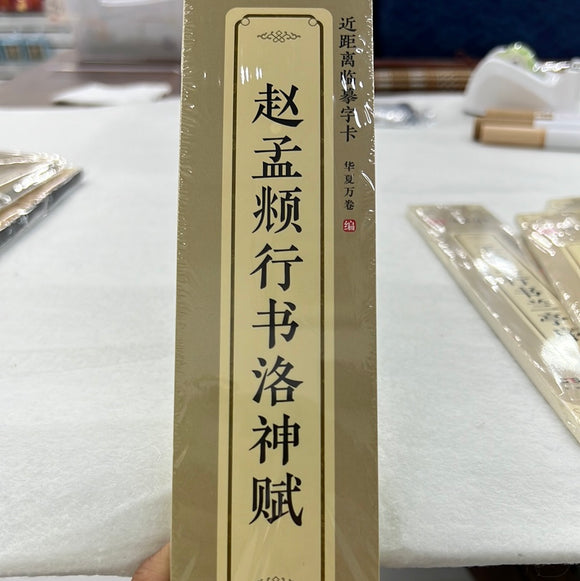 近距离临摹字卡
华夏万卷 编
赵孟頫行书洛神赋